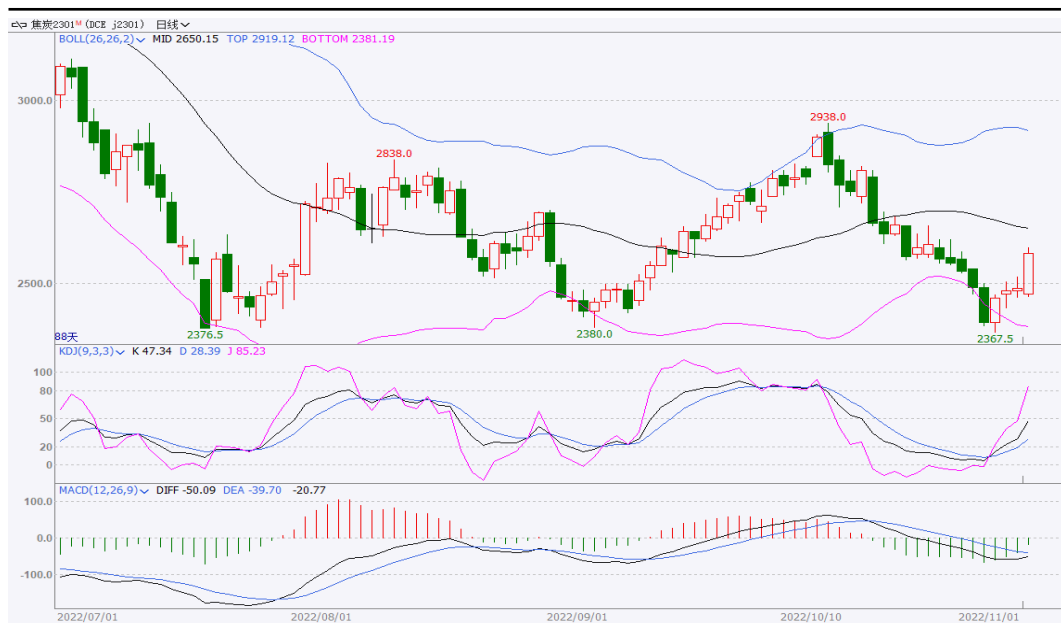 焦炭2301M (DCE j2301) 日线
BOLL(26,26,2) MID 2650.15 TOP 2919.12 BOTTOM 2381.19
3000.0
2938.0
2838.0
2500.0
2376.5
2380.0
2367.5
88天
KDJ(9,3,3) K 47.34 D 28.39 J 85.23
100
80
50
20
0
MACD(12,26,9) DIFF -50.09 DEA -39.70 -20.77
100.0
0.0
-100.0
2022/07/01 2022/08/01 2022/09/01 2022/10/10 2022/11/01